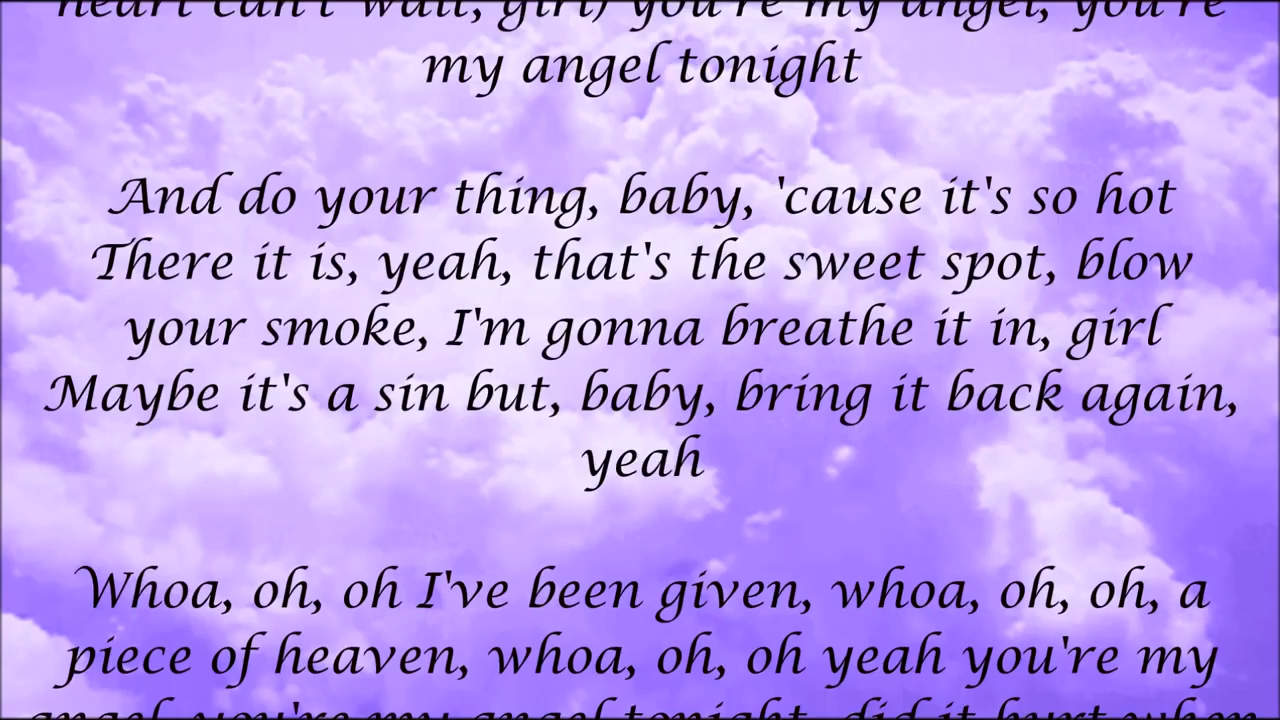 heart can't wait, girl) you're my angel, you're
my angel tonight
And do your thing, baby, 'cause it's so hot
There it is, yeah, that's the sweet spot, blow
your smoke, I'm gonna breathe it in, girl
Maybe it's a sin but, baby, bring it back again,
yeah
Whoa, oh, oh I've been given, whoa, oh, oh, a
piece of heaven, whoa, oh, oh yeah you're my
angel, you're my angel tonight, did it hurt when